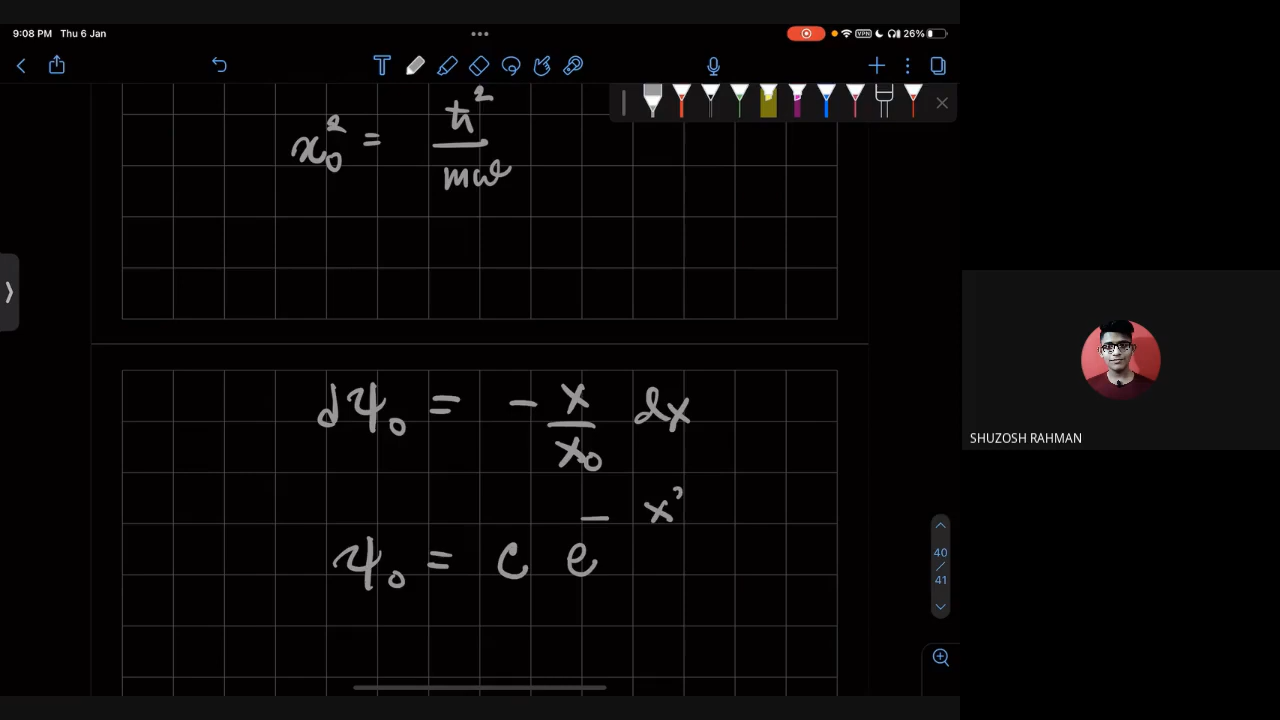 9:08 PM Thu 6 Jan
VPN 26%
x₀² = ħ²/mω
dψ₀ = - x/x₀ dx
SHUZOSH RAHMAN
ψ₀ = c e^(- x²
40
/
41